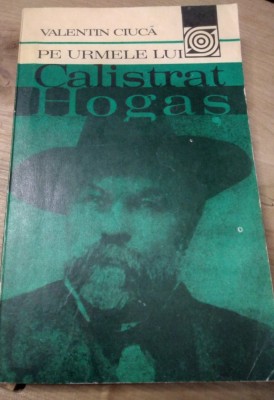 VALENTIN CIUCĂ
PE URMELE LUI
Calistrat
Hogaş